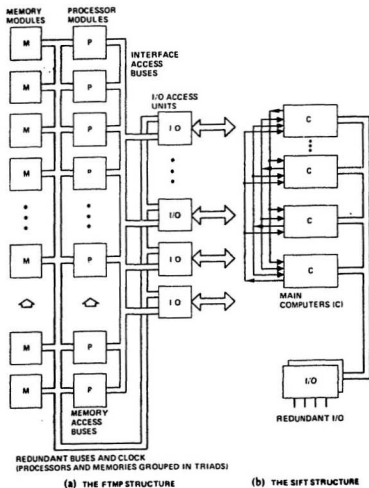 MEMORY
MODULES
PROCESSOR
MODULES
INTERFACE
ACCESS
BUSES
I/O ACCESS
UNITS
M
P
M
P
M
P
M
P
M
P
M
P
M
P
I O
I/O
I O
I O
MEMORY
ACCESS
BUSES
REDUNDANT BUSES AND CLOCK
(PROCESSORS AND MEMORIES GROUPED IN TRIADS)
(a) THE FTMP STRUCTURE
C
C
C
C
MAIN
COMPUTERS (C)
I/O
REDUNDANT I/O
(b) THE SIFT STRUCTURE